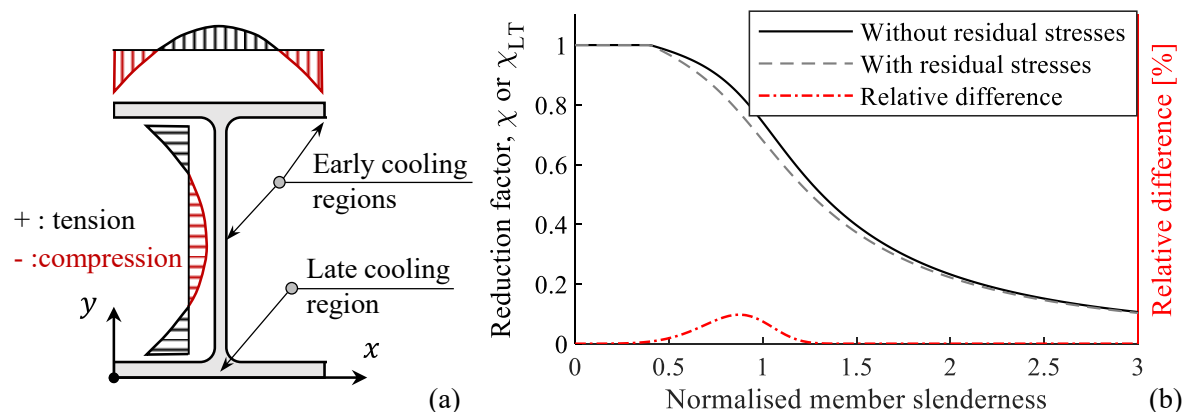 Early cooling
regions
+ : tension
- :compression
Late cooling
region
y
x
(a)
Reduction factor, χ or χLT
1
0.8
0.6
0.4
0.2
0
Without residual stresses
With residual stresses
Relative difference
Relative difference [%]
0 0.5 1 1.5 2 2.5 3
Normalised member slenderness
(b)